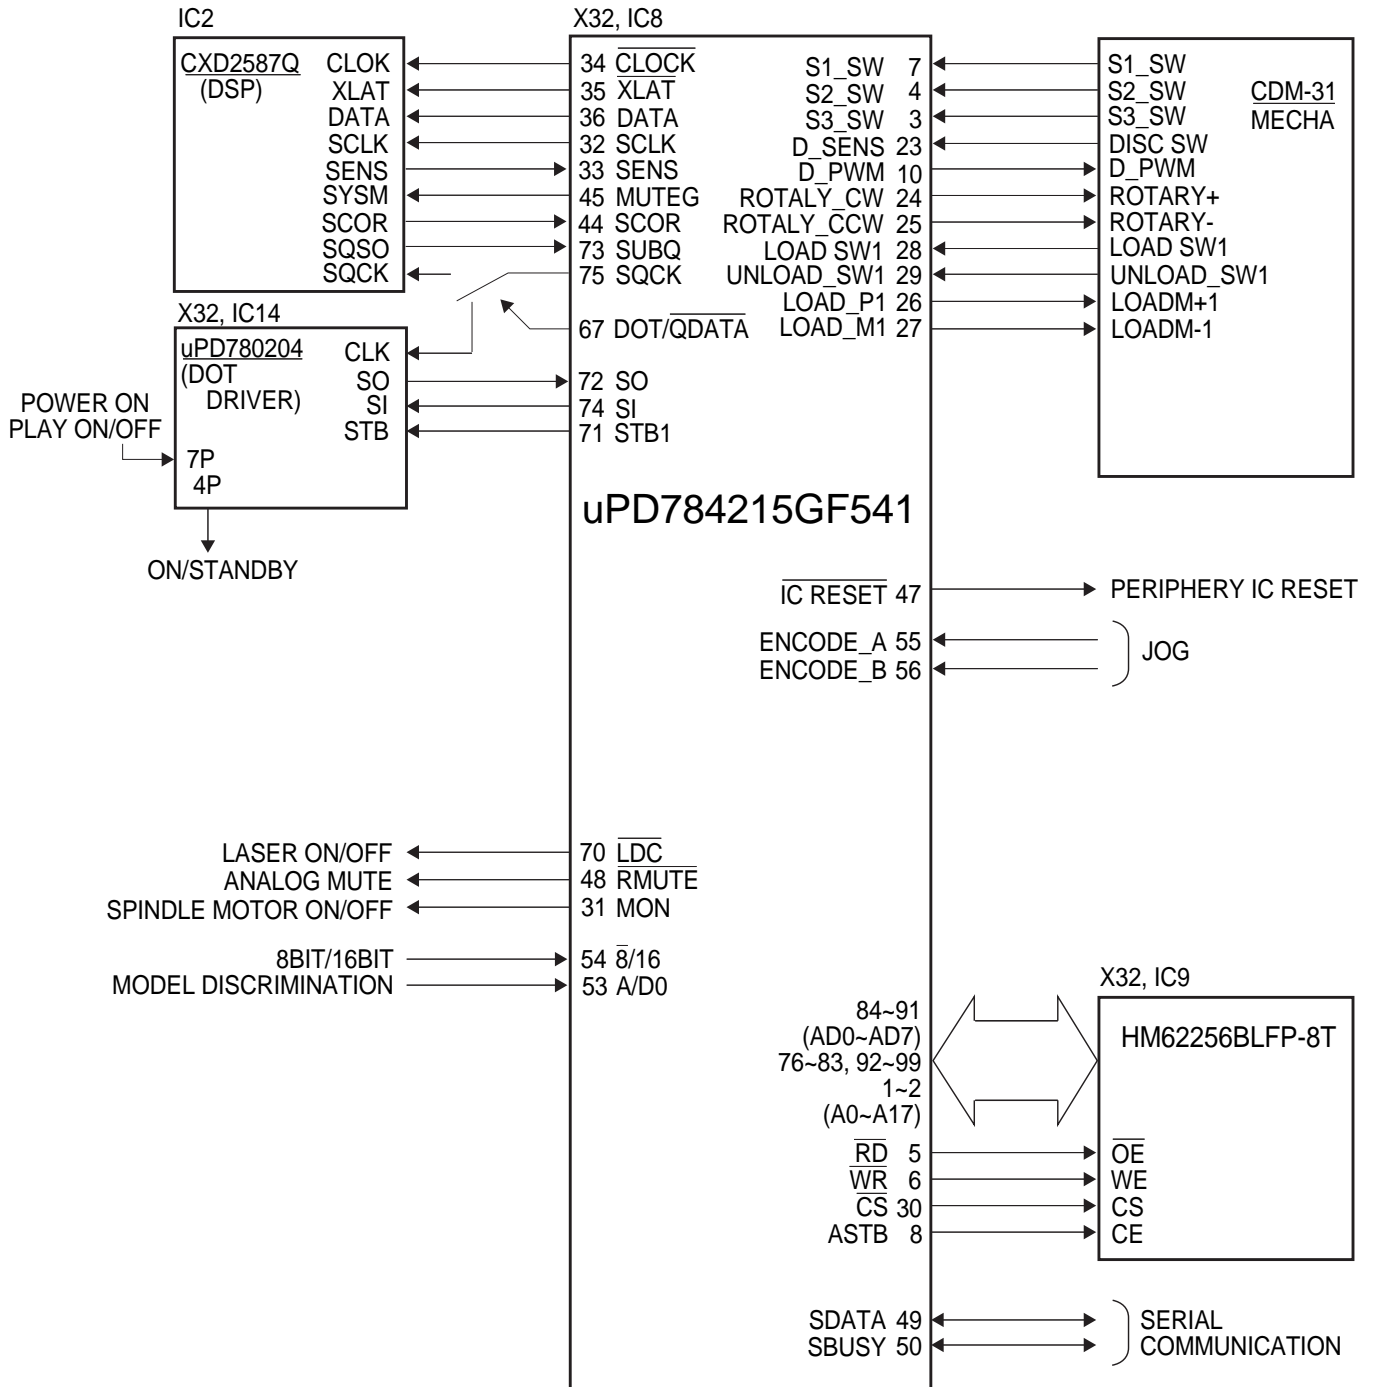 IC2
CXD2587Q
(DSP)
CLOK
XLAT
DATA
SCLK
SENS
SYSM
SCOR
SQSO
SQCK
X32, IC14
uPD780204
(DOT
DRIVER)
CLK
SO
SI
STB
7P
4P
POWER ON
PLAY ON/OFF
ON/STANDBY
X32, IC8
34 CLOCK
35 XLAT
36 DATA
32 SCLK
33 SENS
45 MUTEG
44 SCOR
73 SUBQ
75 SQCK
67 DOT/QDATA
72 SO
74 SI
71 STB1
S1_SW 7
S2_SW 4
S3_SW 3
D_SENS 23
D_PWM 10
ROTALY_CW 24
ROTALY_CCW 25
LOAD SW1 28
UNLOAD_SW1 29
LOAD_P1 26
LOAD_M1 27
S1_SW
S2_SW
S3_SW
DISC SW
D_PWM
ROTARY+
ROTARY-
LOAD SW1
UNLOAD_SW1
LOADM+1
LOADM-1
CDM-31
MECHA
uPD784215GF541
IC RESET 47
PERIPHERY IC RESET
ENCODE_A 55
ENCODE_B 56
JOG
LASER ON/OFF
ANALOG MUTE
SPINDLE MOTOR ON/OFF
70 LDC
48 RMUTE
31 MON
8BIT/16BIT
MODEL DISCRIMINATION
54 8/16
53 A/D0
84~91
(AD0~AD7)
76~83, 92~99
1~2
(A0~A17)
RD 5
WR 6
CS 30
ASTB 8
X32, IC9
HM62256BLFP-8T
OE
WE
CS
CE
SDATA 49
SBUSY 50
SERIAL
COMMUNICATION